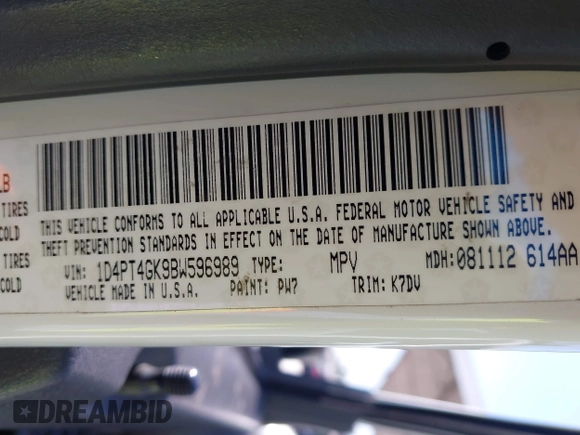 LB
TIRES
COLD
TIRES
COLD
THIS VEHICLE CONFORMS TO ALL APPLICABLE U.S.A. FEDERAL MOTOR VEHICLE SAFETY AND
THEFT PREVENTION STANDARDS IN EFFECT ON THE DATE OF MANUFACTURE SHOWN ABOVE.
VIN: 1D4PT4GK9BW596989 TYPE: MPV MDH: 081112 614AA
VEHICLE MADE IN U.S.A. PAINT: PW7 TRIM: K7DV
DREAMBID